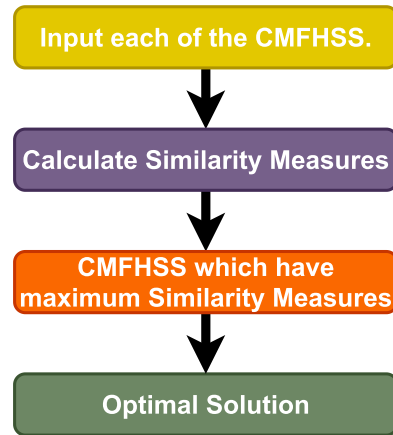 Input each of the CMFHSS.
Calculate Similarity Measures
CMFHSS which have
maximum Similarity Measures
Optimal Solution